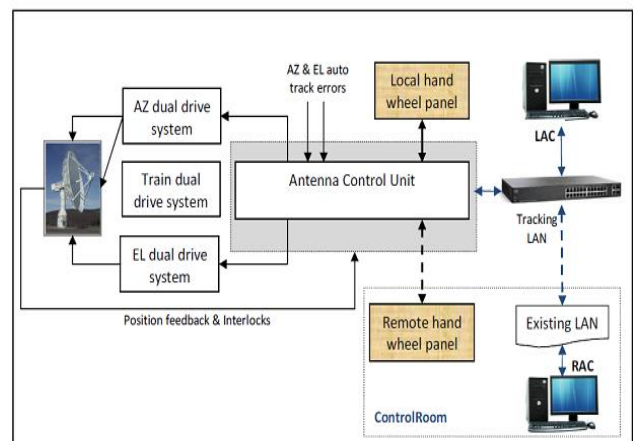 AZ & EL auto
track errors
Local hand
wheel panel
AZ dual drive
system
LAC
Train dual
drive system
Antenna Control Unit
Tracking
LAN
EL dual drive
system
Position feedback & Interlocks
Remote hand
wheel panel
Existing LAN
RAC
ControlRoom